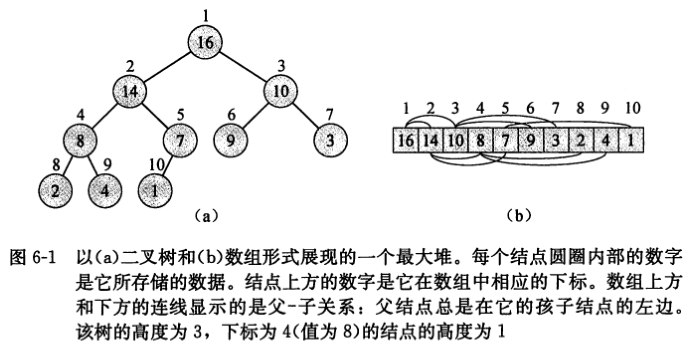 1
16
2 3
14 10
4 5 6 7
8 7 9 3
8 9 10
2 4 1
(a)
1 2 3 4 5 6 7 8 9 10
16 14 10 8 7 9 3 2 4 1
(b)
图 6-1 以(a)二叉树和(b)数组形式展现的一个最大堆。每个结点圆圈内部的数字
是它所存储的数据。结点上方的数字是它在数组中相应的下标。数组上方
和下方的连线显示的是父-子关系：父结点总是在它的孩子结点的左边。
该树的高度为 3，下标为 4(值为 8)的结点的高度为 1